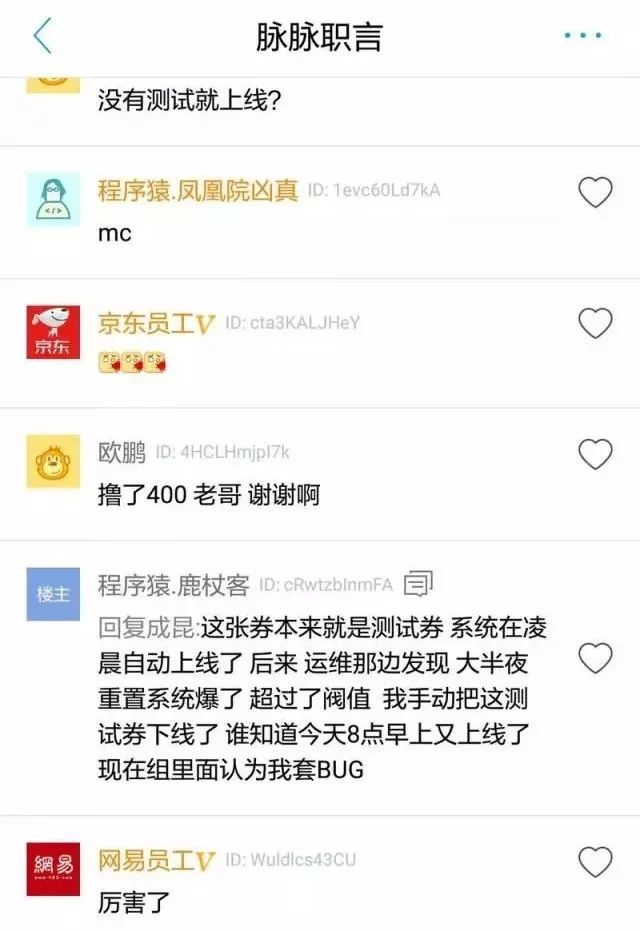 脉脉职言
没有测试就上线?
程序猿.凤凰院凶真 ID: 1evc60Ld7kA
mc
京东
京东员工V ID: cta3KALJHeY
欧鹏 ID: 4HCLHmjpI7k
撸了400 老哥 谢谢啊
楼主
程序猿.鹿杖客 ID: cRwtzbInmFA
回复成昆:这张券本来就是测试券 系统在凌
晨自动上线了 后来 运维那边发现 大半夜
重置系统爆了 超过了阀值 我手动把这测
试券下线了 谁知道今天8点早上又上线了
现在组里面认为我套BUG
網易
www.163.com
网易员工V ID: Wuldlcs43CU
厉害了